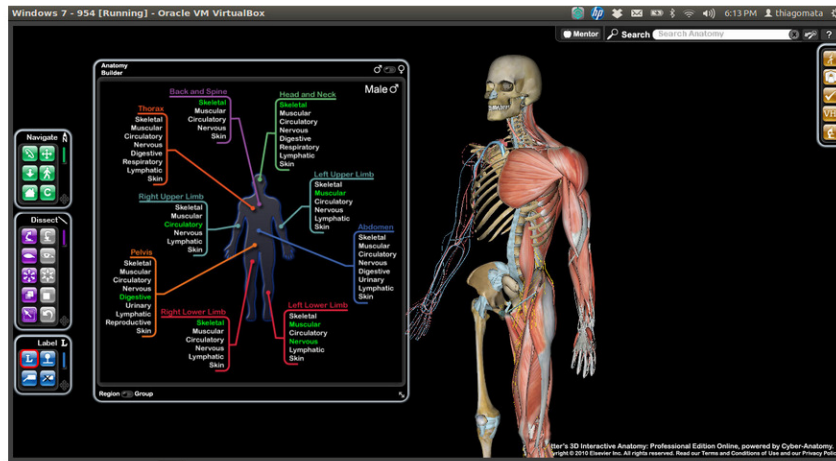 Windows 7 - 954 [Running] - Oracle VM VirtualBox
6:13 PM thiagomata
Mentor Search Search Anatomy ?
Anatomy
Builder
Male
Back and Spine
Skeletal
Muscular
Circulatory
Nervous
Skin
Head and Neck
Skeletal
Muscular
Circulatory
Nervous
Digestive
Respiratory
Lymphatic
Skin
Thorax
Skeletal
Muscular
Circulatory
Nervous
Digestive
Respiratory
Lymphatic
Skin
Left Upper Limb
Skeletal
Muscular
Circulatory
Nervous
Lymphatic
Skin
Right Upper Limb
Skeletal
Muscular
Circulatory
Nervous
Lymphatic
Skin
Abdomen
Skeletal
Muscular
Circulatory
Nervous
Digestive
Urinary
Lymphatic
Skin
Pelvis
Skeletal
Muscular
Circulatory
Nervous
Digestive
Urinary
Lymphatic
Reproductive
Skin
Right Lower Limb
Skeletal
Muscular
Circulatory
Nervous
Lymphatic
Skin
Left Lower Limb
Skeletal
Muscular
Circulatory
Nervous
Lymphatic
Skin
Region Group
Navigate N
C
Dissect
Label L
L
VH
tter's 3D Interactive Anatomy: Professional Edition Online, powered by Cyber-Anatomy.
yright © 2010 Elsevier Inc. All rights reserved. Read our Terms and Conditions of Use and our Privacy Poli